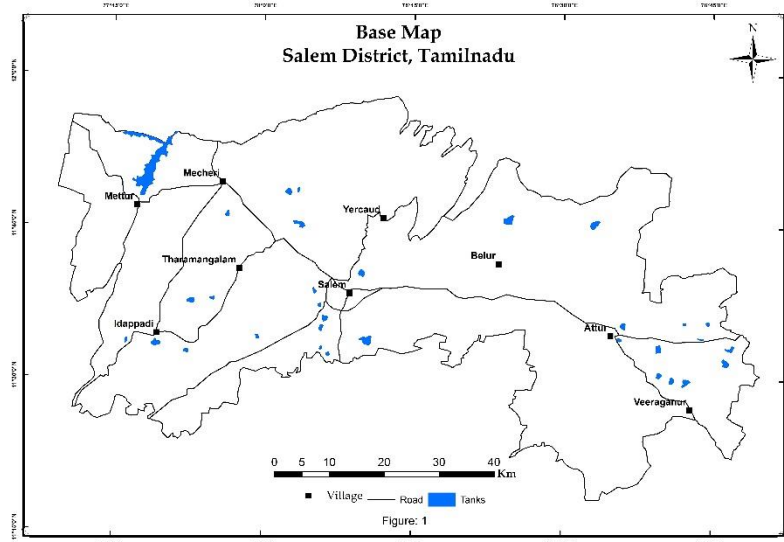 Base Map
Salem District, Tamilnadu
N
Mecheri
Mettur
Yercaud
Tharamangalam
Belur
Salem
Idappadi
Attur
Veeraganur
0 5 10 20 30 40
Km
Village Road Tanks
Figure: 1